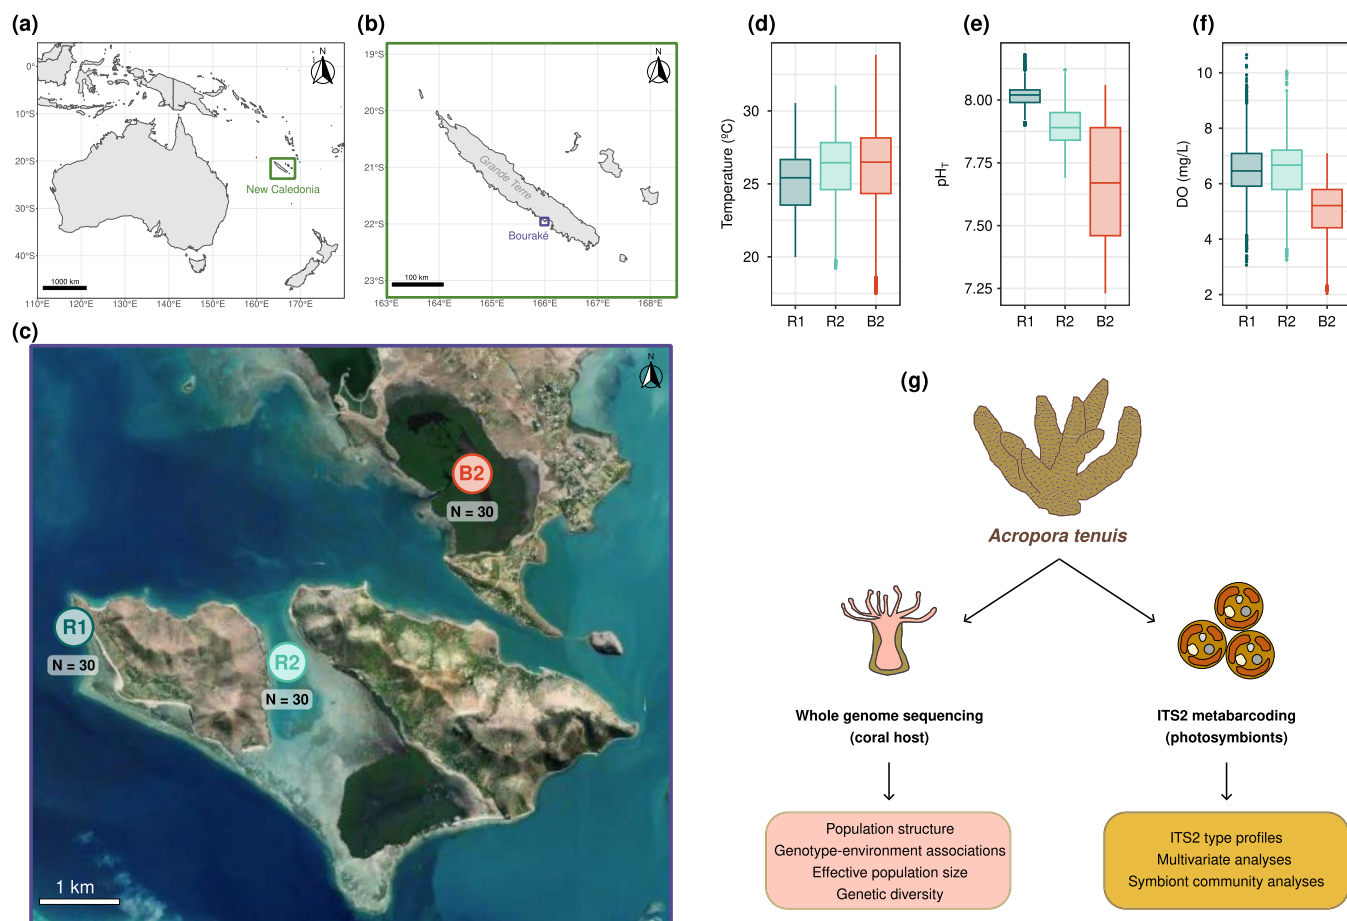 (a)
N
0°
10°S
20°S
30°S
40°S
New Caledonia
1000 km
110°E 120°E 130°E 140°E 150°E 160°E 170°E
(b)
N
19°S
20°S
21°S
22°S
23°S
Grande Terre
Bouraké
100 km
163°E 164°E 165°E 166°E 167°E 168°E
(c)
N
B2
N = 30
R1
N = 30
R2
N = 30
1 km
(d)
Temperature (ºC)
30
25
20
R1 R2 B2
(e)
pHT
8.00
7.75
7.50
7.25
R1 R2 B2
(f)
DO (mg/L)
10
8
6
4
2
R1 R2 B2
(g)
Acropora tenuis
Whole genome sequencing
(coral host)
ITS2 metabarcoding
(photosymbionts)
Population structure
Genotype-environment associations
Effective population size
Genetic diversity
ITS2 type profiles
Multivariate analyses
Symbiont community analyses